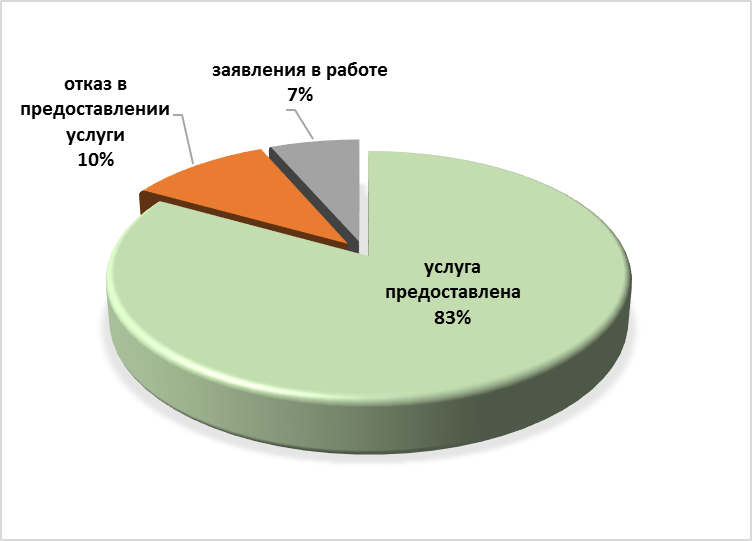 заявления в работе
7%
отказ в
предоставлении
услуги
10%
услуга
предоставлена
83%